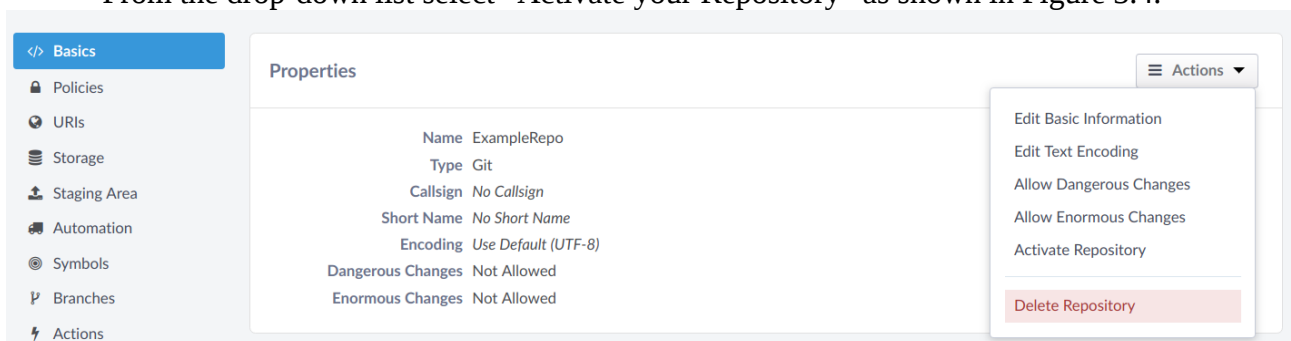 From the drop-down list select "Activate your Repository" as shown in Figure 3.4.
Basics
Policies
URIs
Storage
Staging Area
Automation
Symbols
Branches
Actions
Properties
Actions
Name ExampleRepo
Type Git
Callsign No Callsign
Short Name No Short Name
Encoding Use Default (UTF-8)
Dangerous Changes Not Allowed
Enormous Changes Not Allowed
Edit Basic Information
Edit Text Encoding
Allow Dangerous Changes
Allow Enormous Changes
Activate Repository
Delete Repository